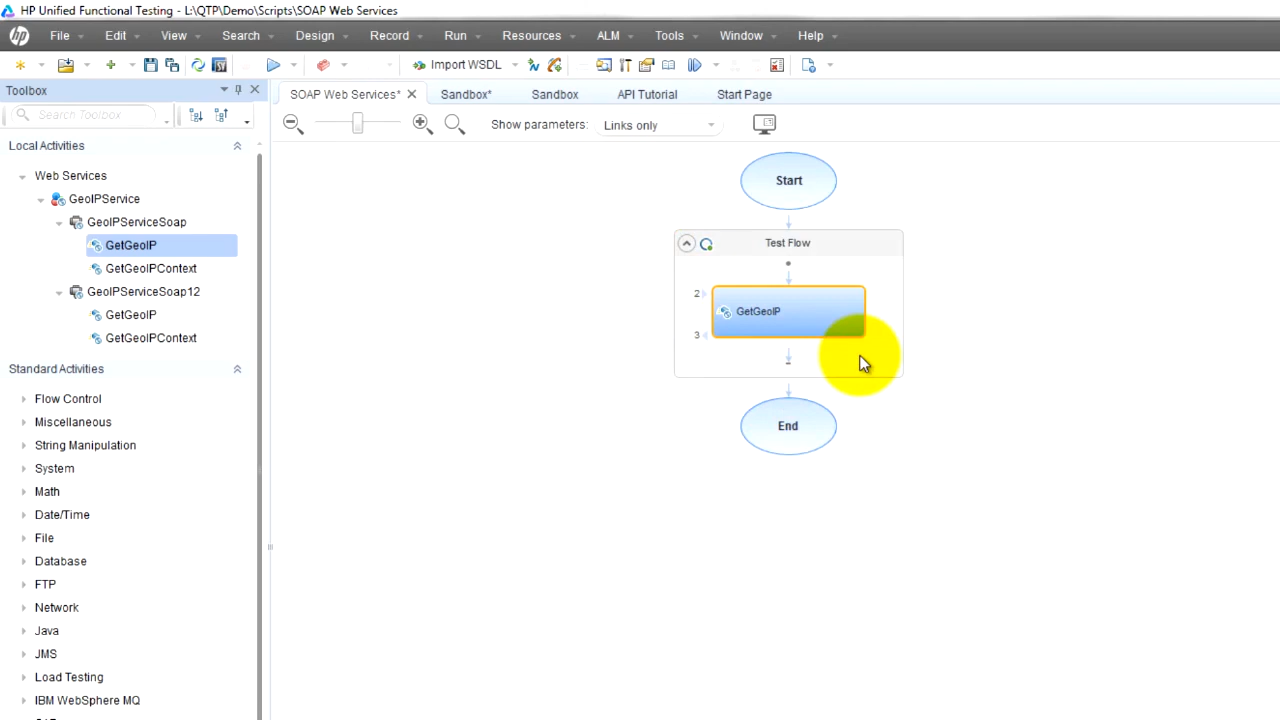 HP Unified Functional Testing - L:\QTP\Demo\Scripts\SOAP Web Services
hp File Edit View Search Design Record Run Resources ALM Tools Window Help
Import WSDL
Toolbox
SOAP Web Services* Sandbox* Sandbox API Tutorial Start Page
Search Toolbox
Show parameters: Links only
Local Activities
Web Services
GeoIPService
GeoIPServiceSoap
GetGeoIP
GetGeoIPContext
GeoIPServiceSoap12
GetGeoIP
GetGeoIPContext
Standard Activities
Flow Control
Miscellaneous
String Manipulation
System
Math
Date/Time
File
Database
FTP
Network
Java
JMS
Load Testing
IBM WebSphere MQ
Start
Test Flow
2
GetGeoIP
3
End